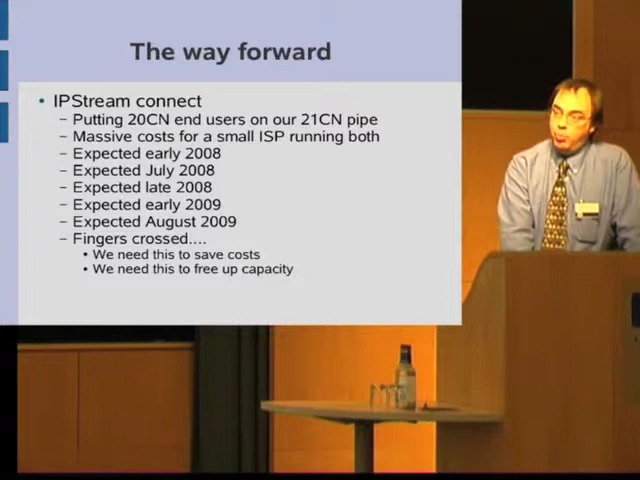 The way forward
• IPStream connect
– Putting 20CN end users on our 21CN pipe
– Massive costs for a small ISP running both
– Expected early 2008
– Expected July 2008
– Expected late 2008
– Expected early 2009
– Expected August 2009
– Fingers crossed....
• We need this to save costs
• We need this to free up capacity